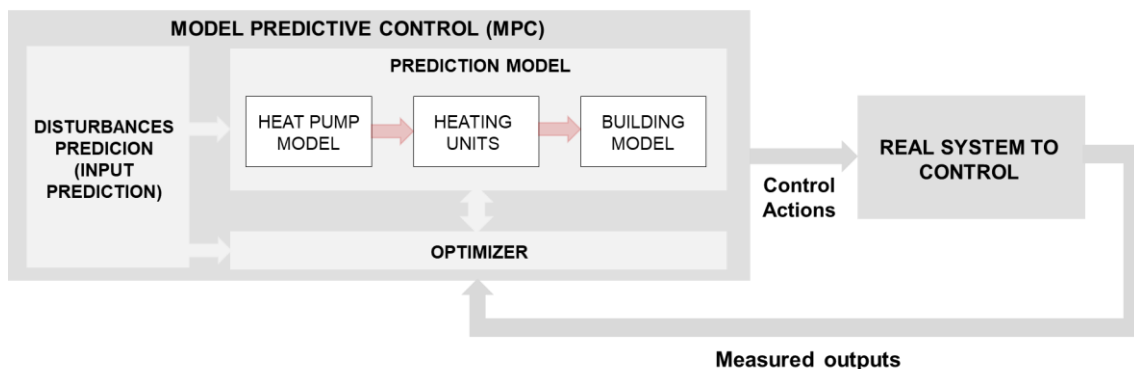 MODEL PREDICTIVE CONTROL (MPC)
PREDICTION MODEL
DISTURBANCES
PREDICION
(INPUT
PREDICTION)
HEAT PUMP
MODEL
HEATING
UNITS
BUILDING
MODEL
OPTIMIZER
Control
Actions
REAL SYSTEM TO
CONTROL
Measured outputs